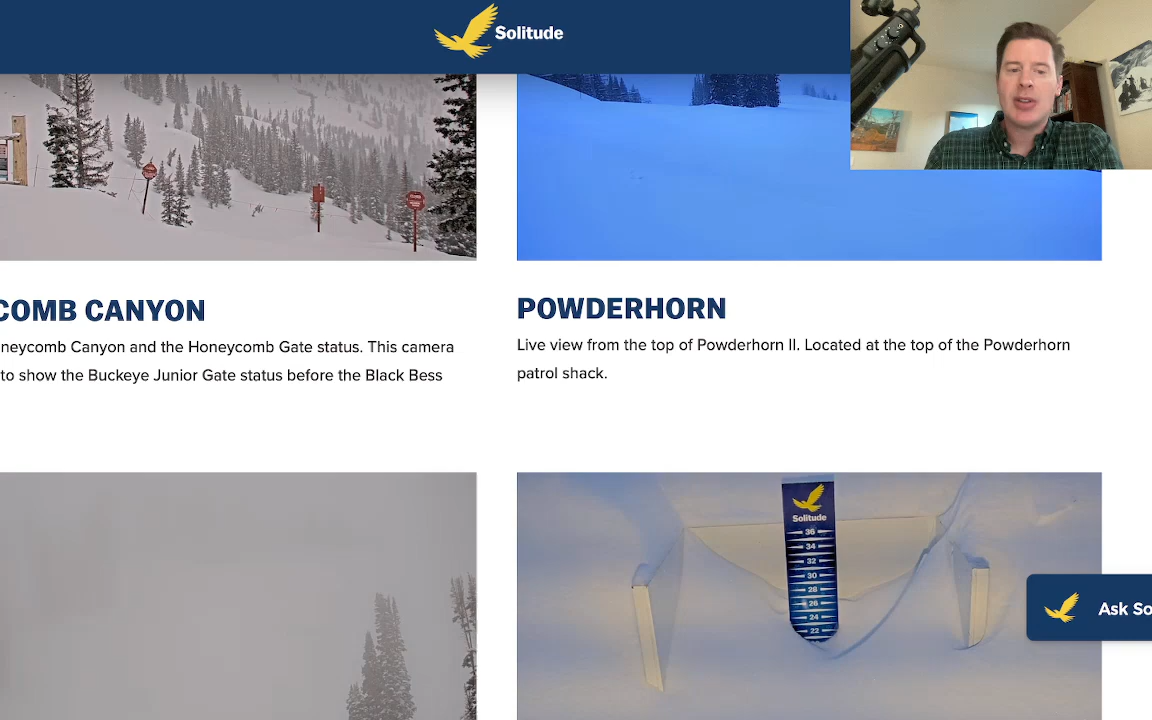 Solitude
COMB CANYON
neycomb Canyon and the Honeycomb Gate status. This camera
to show the Buckeye Junior Gate status before the Black Bess
POWDERHORN
Live view from the top of Powderhorn II. Located at the top of the Powderhorn
patrol shack.
Solitude
36
34
32
30
28
26
24
22
Ask So